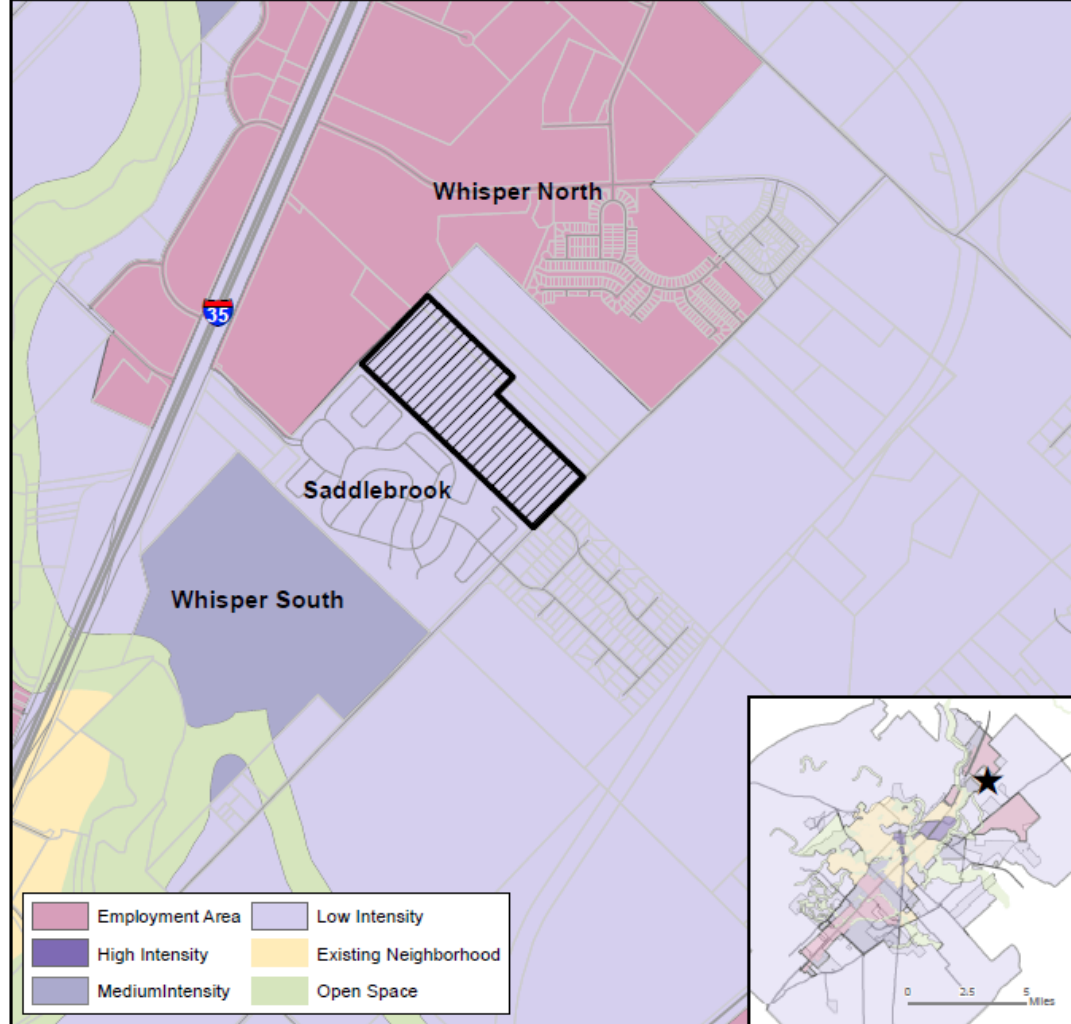 Whisper North
35
Saddlebrook
Whisper South
Employment Area
Low Intensity
High Intensity
Existing Neighborhood
MediumIntensity
Open Space
0 2.5 5
Miles